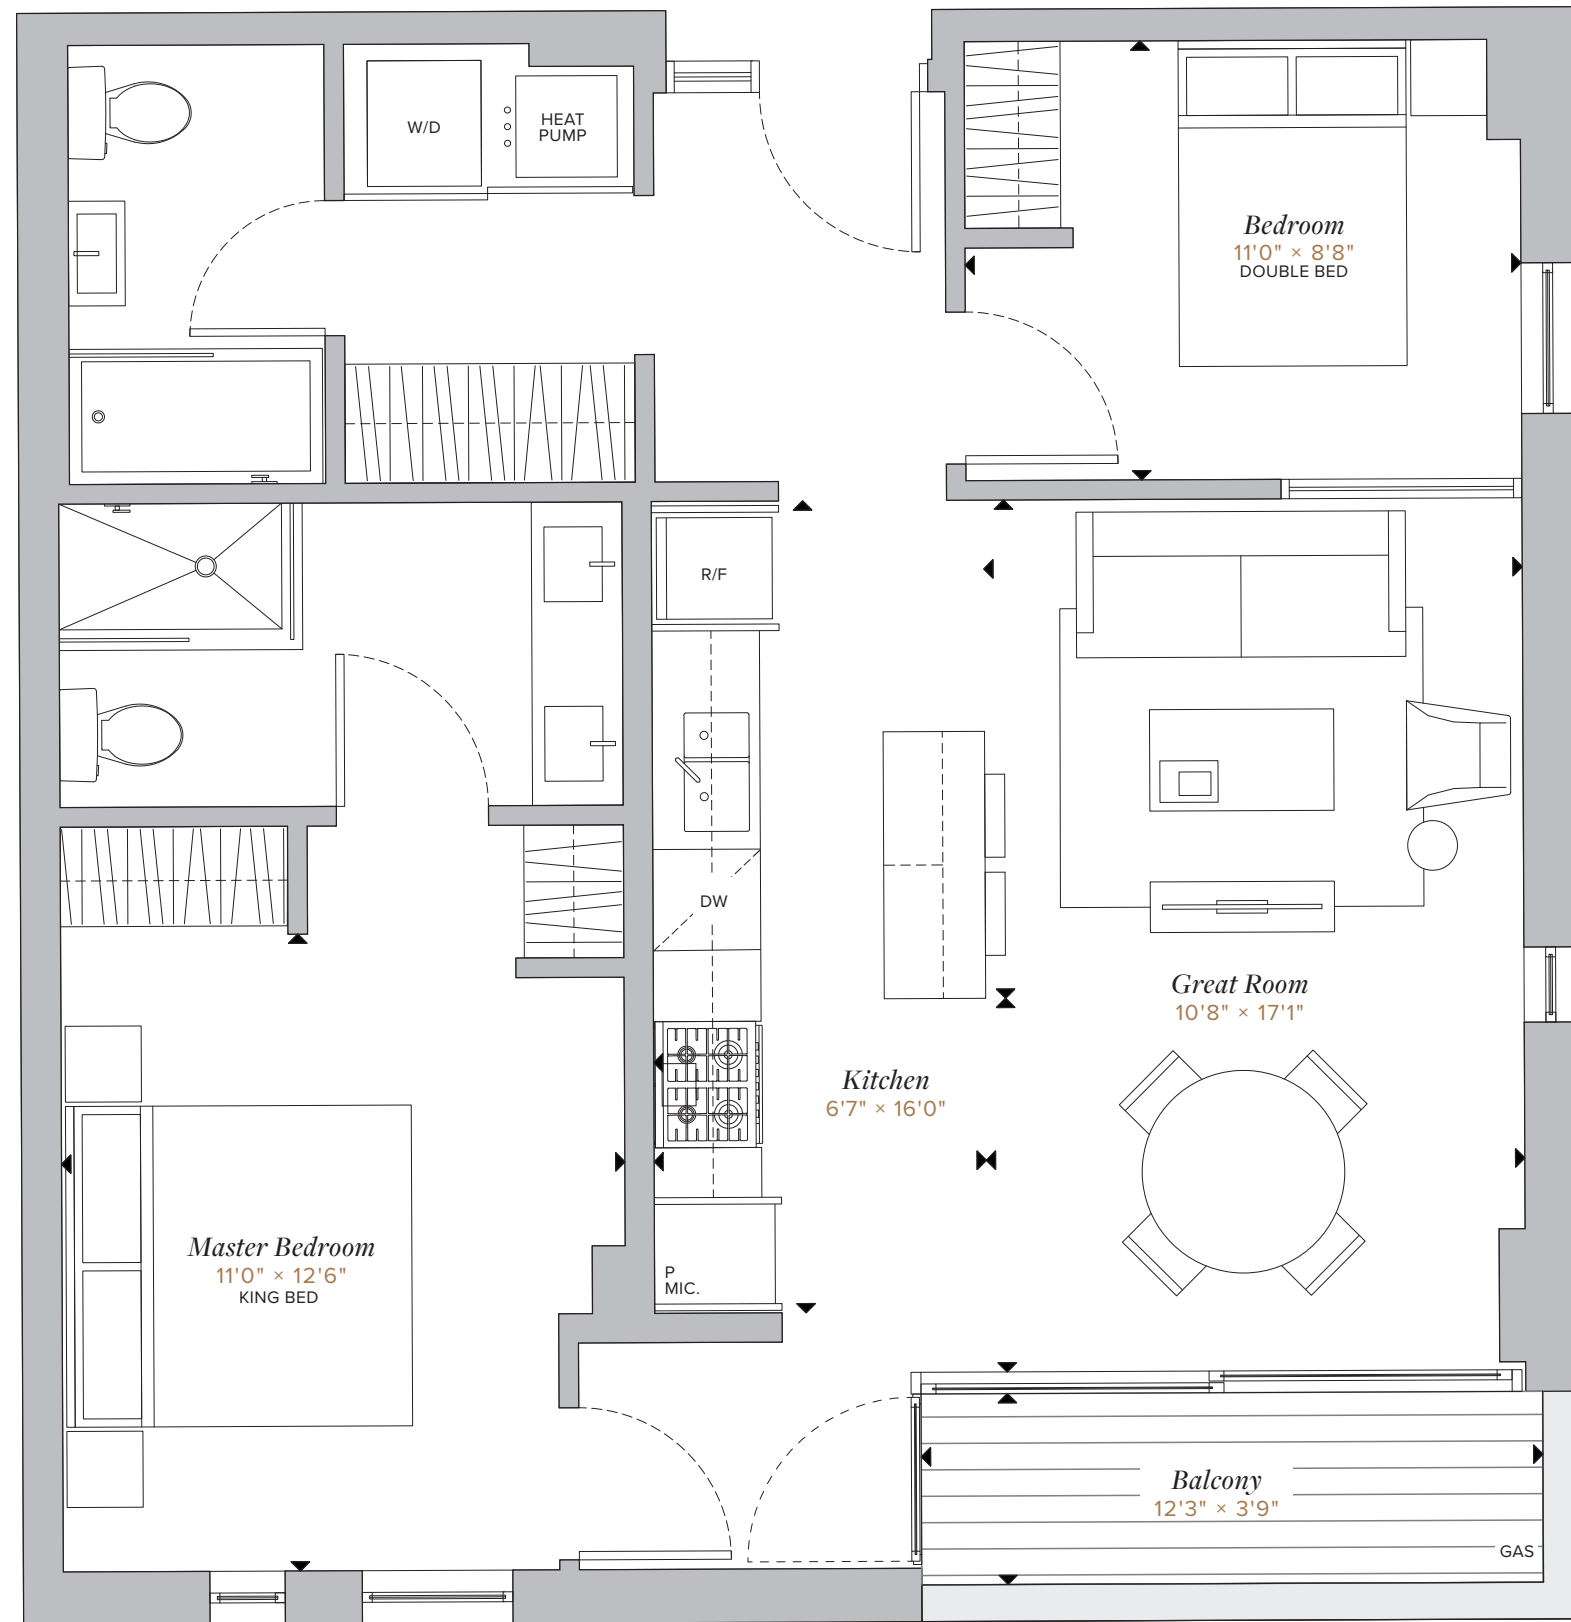 W/D
HEAT
PUMP
Bedroom
11'0" × 8'8"
DOUBLE BED
R/F
DW
Great Room
10'8" × 17'1"
Kitchen
6'7" × 16'0"
Master Bedroom
11'0" × 12'6"
KING BED
P
MIC.
Balcony
12'3" × 3'9"
GAS